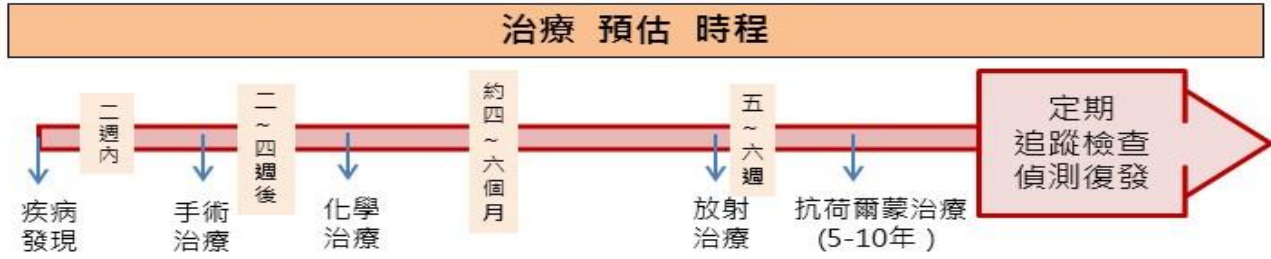 治療 預估 時程
二週內
二~四週後
約四~六個月
五~六週
定期
追蹤檢查
偵測復發
疾病
發現
手術
治療
化學
治療
放射
治療
抗荷爾蒙治療
(5-10年 )